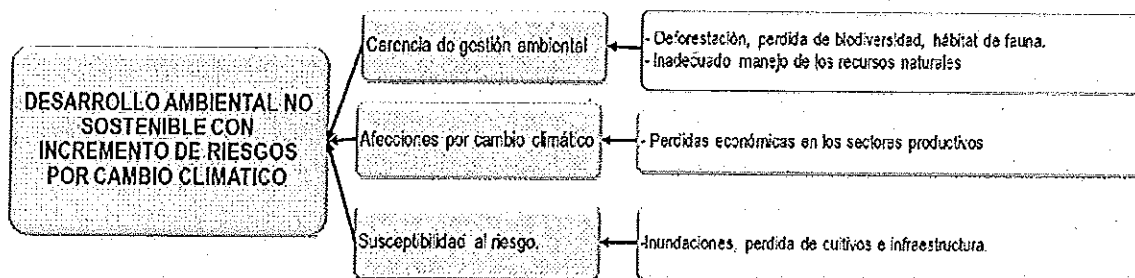 DESARROLLO AMBIENTAL NO
SOSTENIBLE CON
INCREMENTO DE RIESGOS
POR CAMBIO CLIMATICO
Carencia de gestión ambiental
- Deforestación, perdida de biodiversidad, hábitat de fauna.
- Inadecuado manejo de los recursos naturales
Afecciones por cambio climático
- Perdidas económicas en los sectores productivos
Susceptibilidad al riesgo.
-Inundaciones, perdida de cultivos e infraestructura.